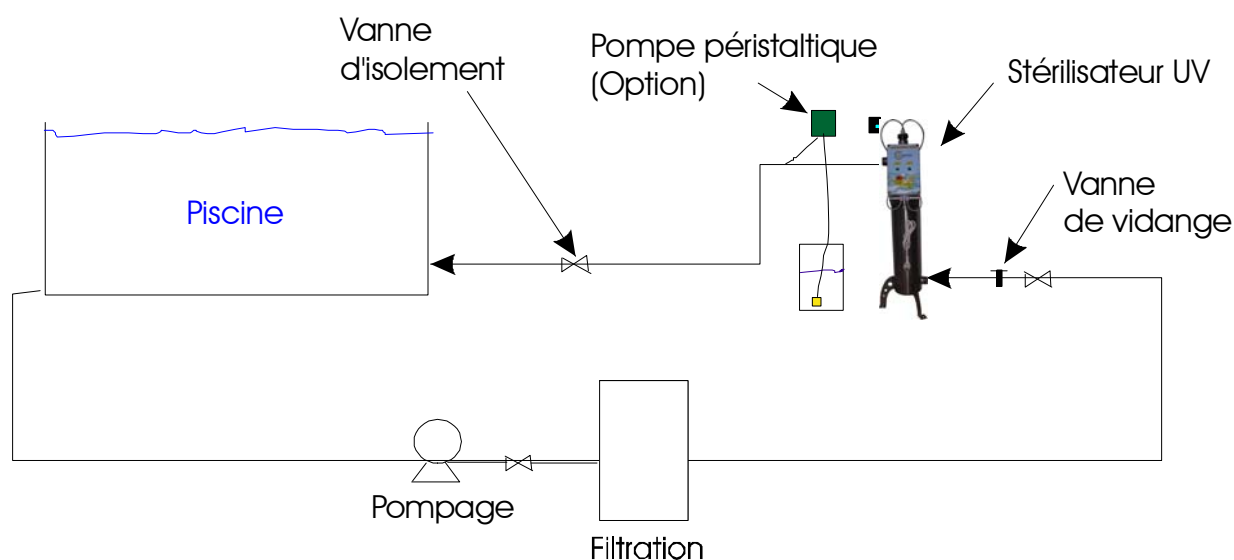 Vanne
d'isolement
Pompe péristaltique
(Option)
Stérilisateur UV
Piscine
Vanne
de vidange
Pompage
Filtration